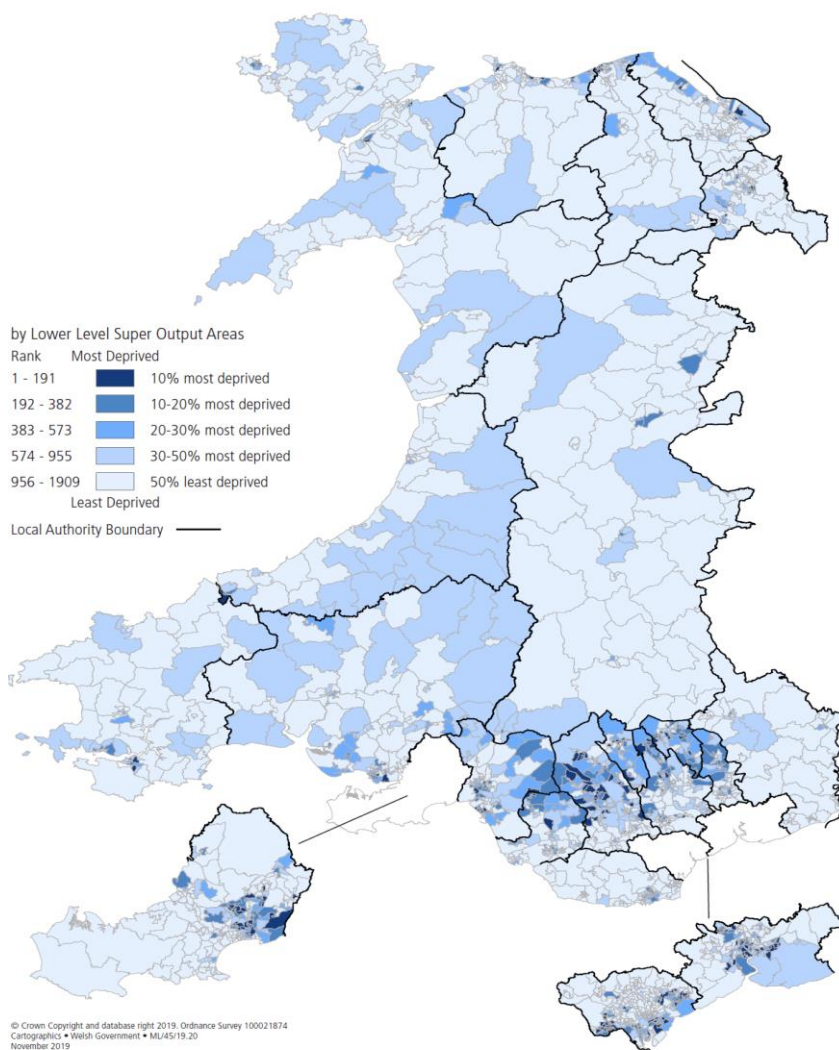 by Lower Level Super Output Areas
Rank Most Deprived
1 - 191 10% most deprived
192 - 382 10-20% most deprived
383 - 573 20-30% most deprived
574 - 955 30-50% most deprived
956 - 1909 50% least deprived
Least Deprived
Local Authority Boundary
© Crown Copyright and database right 2019. Ordnance Survey 100021874
Cartographics • Welsh Government • ML/45/19.20
November 2019